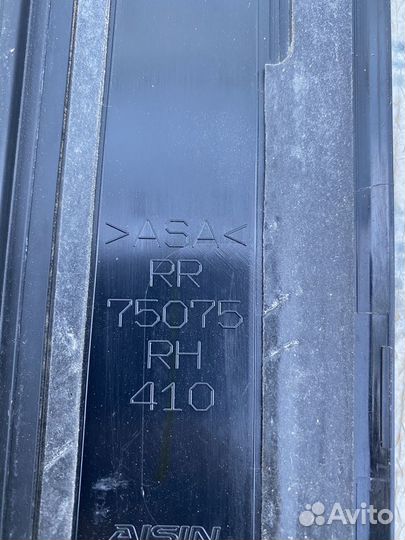 >ASA<
RR
75075
RH
410
AISIN
Avito